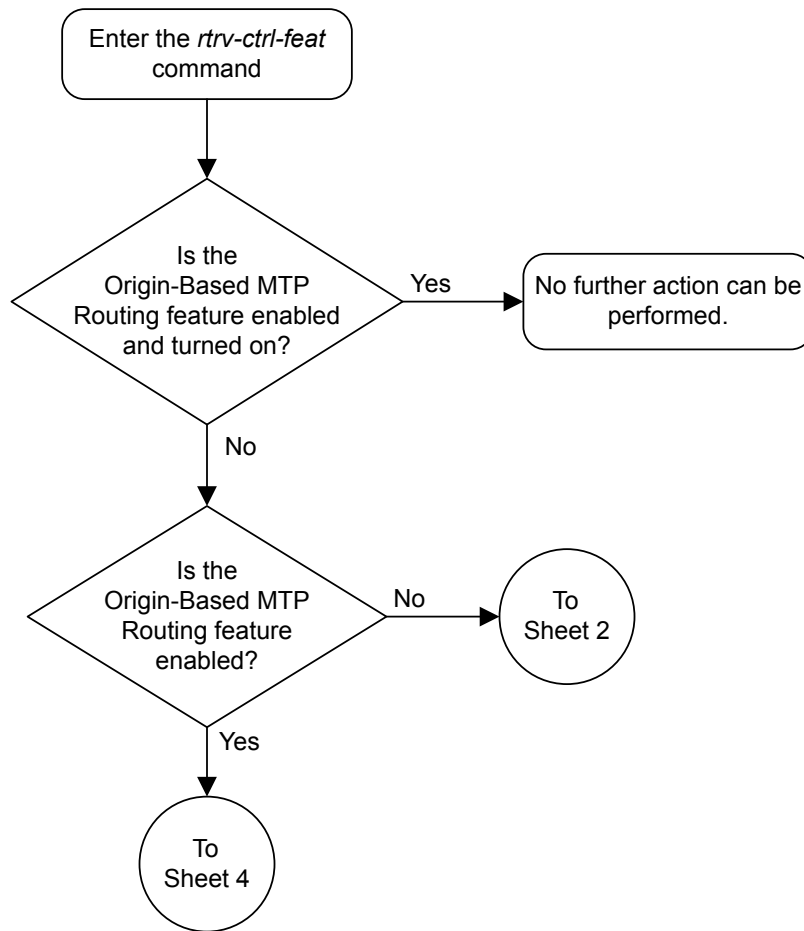 Enter the rtrv-ctrl-feat
command
Is the
Origin-Based MTP
Routing feature enabled
and turned on?
Yes
No further action can be
performed.
No
Is the
Origin-Based MTP
Routing feature
enabled?
No
To
Sheet 2
Yes
To
Sheet 4